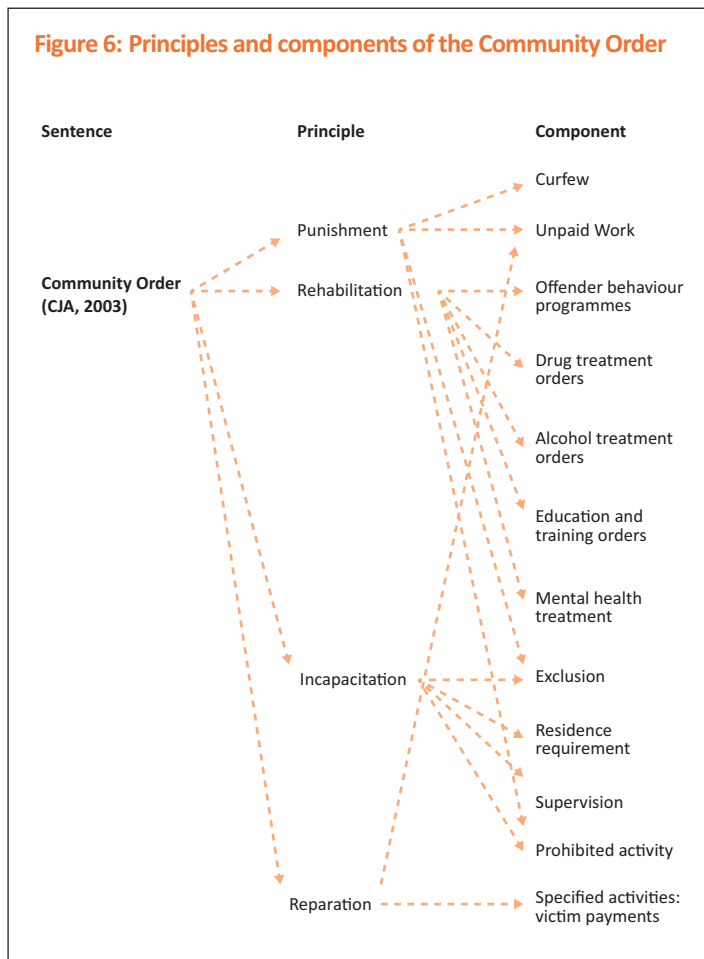 Figure 6: Principles and components of the Community Order
Sentence
Principle
Component
Curfew
Punishment
Unpaid Work
Community Order
(CJA, 2003)
Rehabilitation
Offender behaviour
programmes
Drug treatment
orders
Alcohol treatment
orders
Education and
training orders
Mental health
treatment
Incapacitation
Exclusion
Residence
requirement
Supervision
Prohibited activity
Reparation
Specified activities:
victim payments